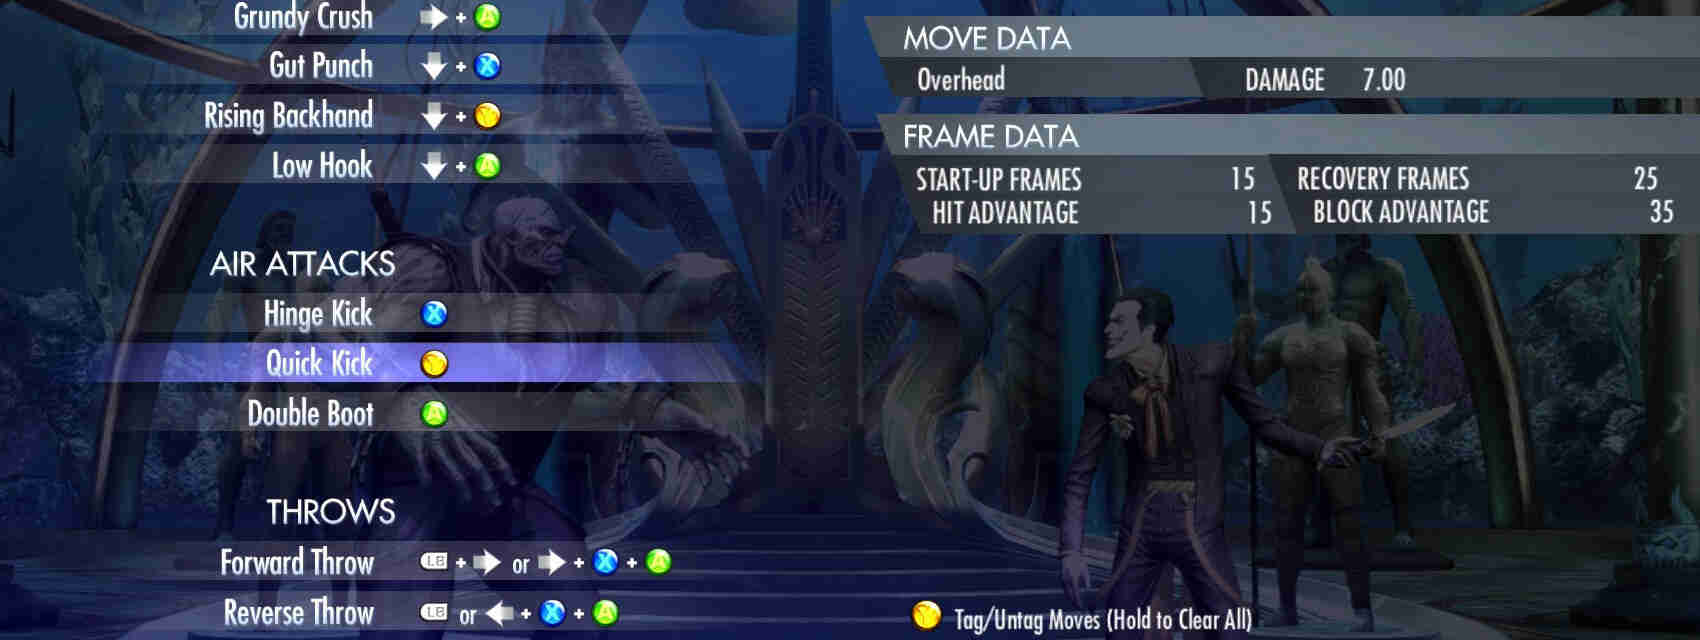 Grundy Crush + A
Gut Punch + X
Rising Backhand + Y
Low Hook + A
AIR ATTACKS
Hinge Kick X
Quick Kick Y
Double Boot A
THROWS
Forward Throw LB + or + X + A
Reverse Throw LB or + X + A
MOVE DATA
Overhead DAMAGE 7.00
FRAME DATA
START-UP FRAMES 15 RECOVERY FRAMES 25
HIT ADVANTAGE 15 BLOCK ADVANTAGE 35
Y Tag/Untag Moves (Hold to Clear All)